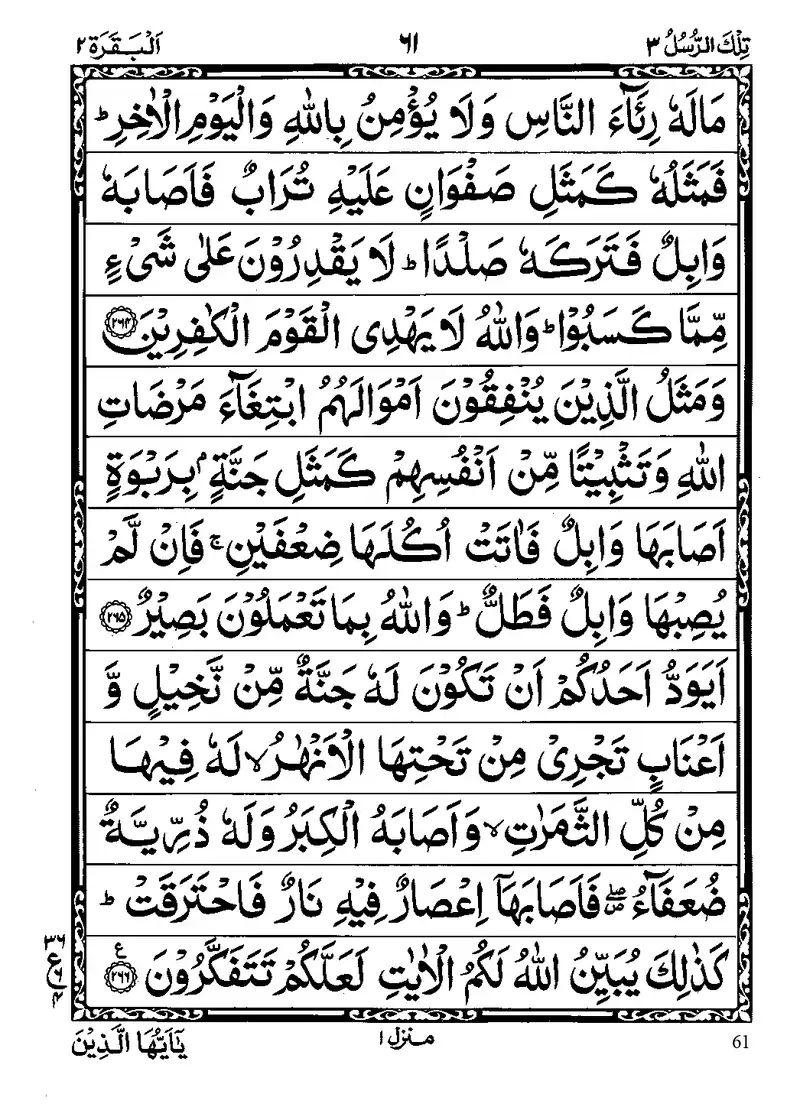 تِلْكَ الرُّسُلُ ٣ ٦١ اَلْبَقَرَة ٢
مَالَهٗ رِئَآءَ النَّاسِ وَلَا يُؤْمِنُ بِاللّٰهِ وَالْيَوْمِ الْاٰخِرِؕ
فَمَثَلُهٗ كَمَثَلِ صَفْوَانٍ عَلَيْهِ تُرَابٌ فَاَصَابَهٗ
وَابِلٌ فَتَرَكَهٗ صَلْدًاؕ لَا يَقْدِرُوْنَ عَلٰى شَىْءٍ
مِّمَّا كَسَبُوْاؕ وَاللّٰهُ لَا يَهْدِى الْقَوْمَ الْكٰفِرِيْنَ ۝٢٦٤
وَمَثَلُ الَّذِيْنَ يُنْفِقُوْنَ اَمْوَالَهُمُ ابْتِغَآءَ مَرْضَاتِ
اللّٰهِ وَتَثْبِيْتًا مِّنْ اَنْفُسِهِمْ كَمَثَلِ جَنَّةٍۭ بِرَبْوَةٍ
اَصَابَهَا وَابِلٌ فَاٰتَتْ اُكُلَهَا ضِعْفَيْنِۚ فَاِنْ لَّمْ
يُصِبْهَا وَابِلٌ فَطَلٌّؕ وَاللّٰهُ بِمَا تَعْمَلُوْنَ بَصِيْرٌ ۝٢٦٥
اَيَوَدُّ اَحَدُكُمْ اَنْ تَكُوْنَ لَهٗ جَنَّةٌ مِّنْ نَّخِيْلٍ وَّ
اَعْنَابٍ تَجْرِىْ مِنْ تَحْتِهَا الْاَنْهٰرُۙ لَهٗ فِيْهَا
مِنْ كُلِّ الثَّمَرٰتِۙ وَاَصَابَهُ الْكِبَرُ وَلَهٗ ذُرِّيَّةٌ
ضُعَفَآءُۖ فَاَصَابَهَآ اِعْصَارٌ فِيْهِ نَارٌ فَاحْتَرَقَتْؕ
كَذٰلِكَ يُبَيِّنُ اللّٰهُ لَكُمُ الْاٰيٰتِ لَعَلَّكُمْ تَتَفَكَّرُوْنَ ۝٢٦٦ ع
٣٦
ع
٦
٤
يٰٓاَيُّهَا الَّذِيْنَ منزل ١ 61